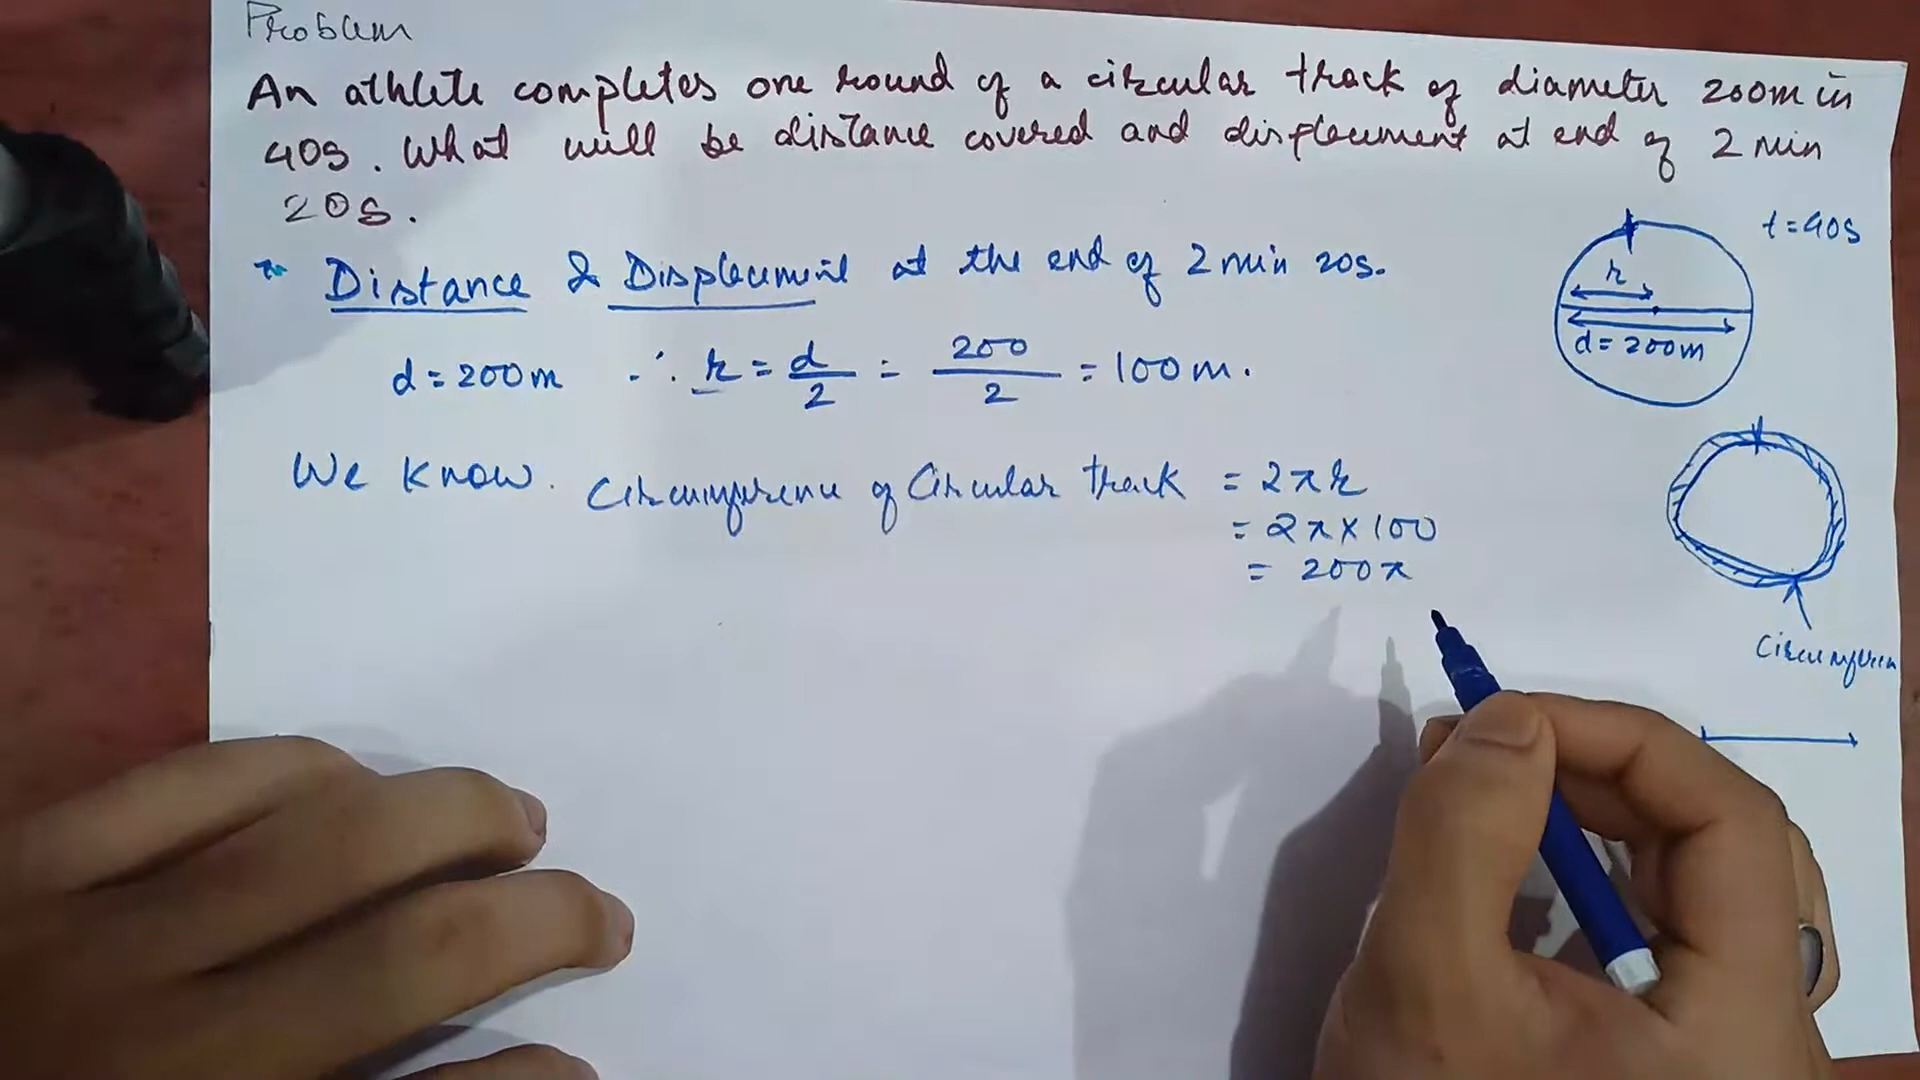 Problem
An athlete completes one round of a circular track of diameter 200m in
40s. What will be distance covered and displacement at end of 2 min
20s.
t=40s
Distance & Displacement at the end of 2 min 20s.
r
d=200m
d=200m ∴ r = d/2 = 200/2 = 100m.
We know. Circumference of Circular track = 2πr
= 2π×100
= 200π